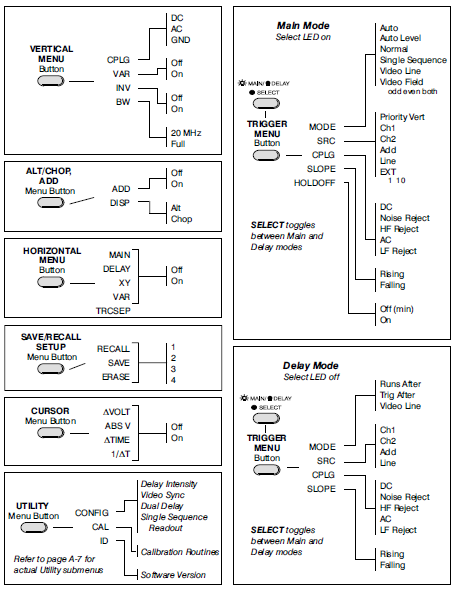 VERTICAL
MENU
Button
CPLG
VAR
INV
BW
DC
AC
GND
Off
On
Off
On
20 MHz
Full
ALT/CHOP,
ADD
Menu Button
ADD
DISP
Off
On
Alt
Chop
HORIZONTAL
MENU
Button
MAIN
DELAY
XY
VAR
TRCSEP
Off
On
SAVE/RECALL
SETUP
Menu Button
RECALL
SAVE
ERASE
1
2
3
4
CURSOR
Menu Button
ΔVOLT
ABS V
ΔTIME
1/ΔT
Off
On
UTILITY
Menu Button
CONFIG
CAL
ID
Delay Intensity
Video Sync
Dual Delay
Single Sequence
Readout
Calibration Routines
Software Version
Refer to page A-7 for
actual Utility submenus
Main Mode
Select LED on
MAIN/ DELAY
SELECT
TRIGGER
MENU
Button
MODE
SRC
CPLG
SLOPE
HOLDOFF
Auto
Auto Level
Normal
Single Sequence
Video Line
Video Field
odd even both
Priority Vert
Ch1
Ch2
Add
Line
EXT
1 10
DC
Noise Reject
HF Reject
AC
LF Reject
Rising
Falling
Off (min)
On
SELECT toggles
between Main and
Delay modes
Delay Mode
Select LED off
MAIN/ DELAY
SELECT
TRIGGER
MENU
Button
MODE
SRC
CPLG
SLOPE
Runs After
Trig After
Video Line
Ch1
Ch2
Add
Line
DC
Noise Reject
HF Reject
AC
LF Reject
Rising
Falling
SELECT toggles
between Main and
Delay modes